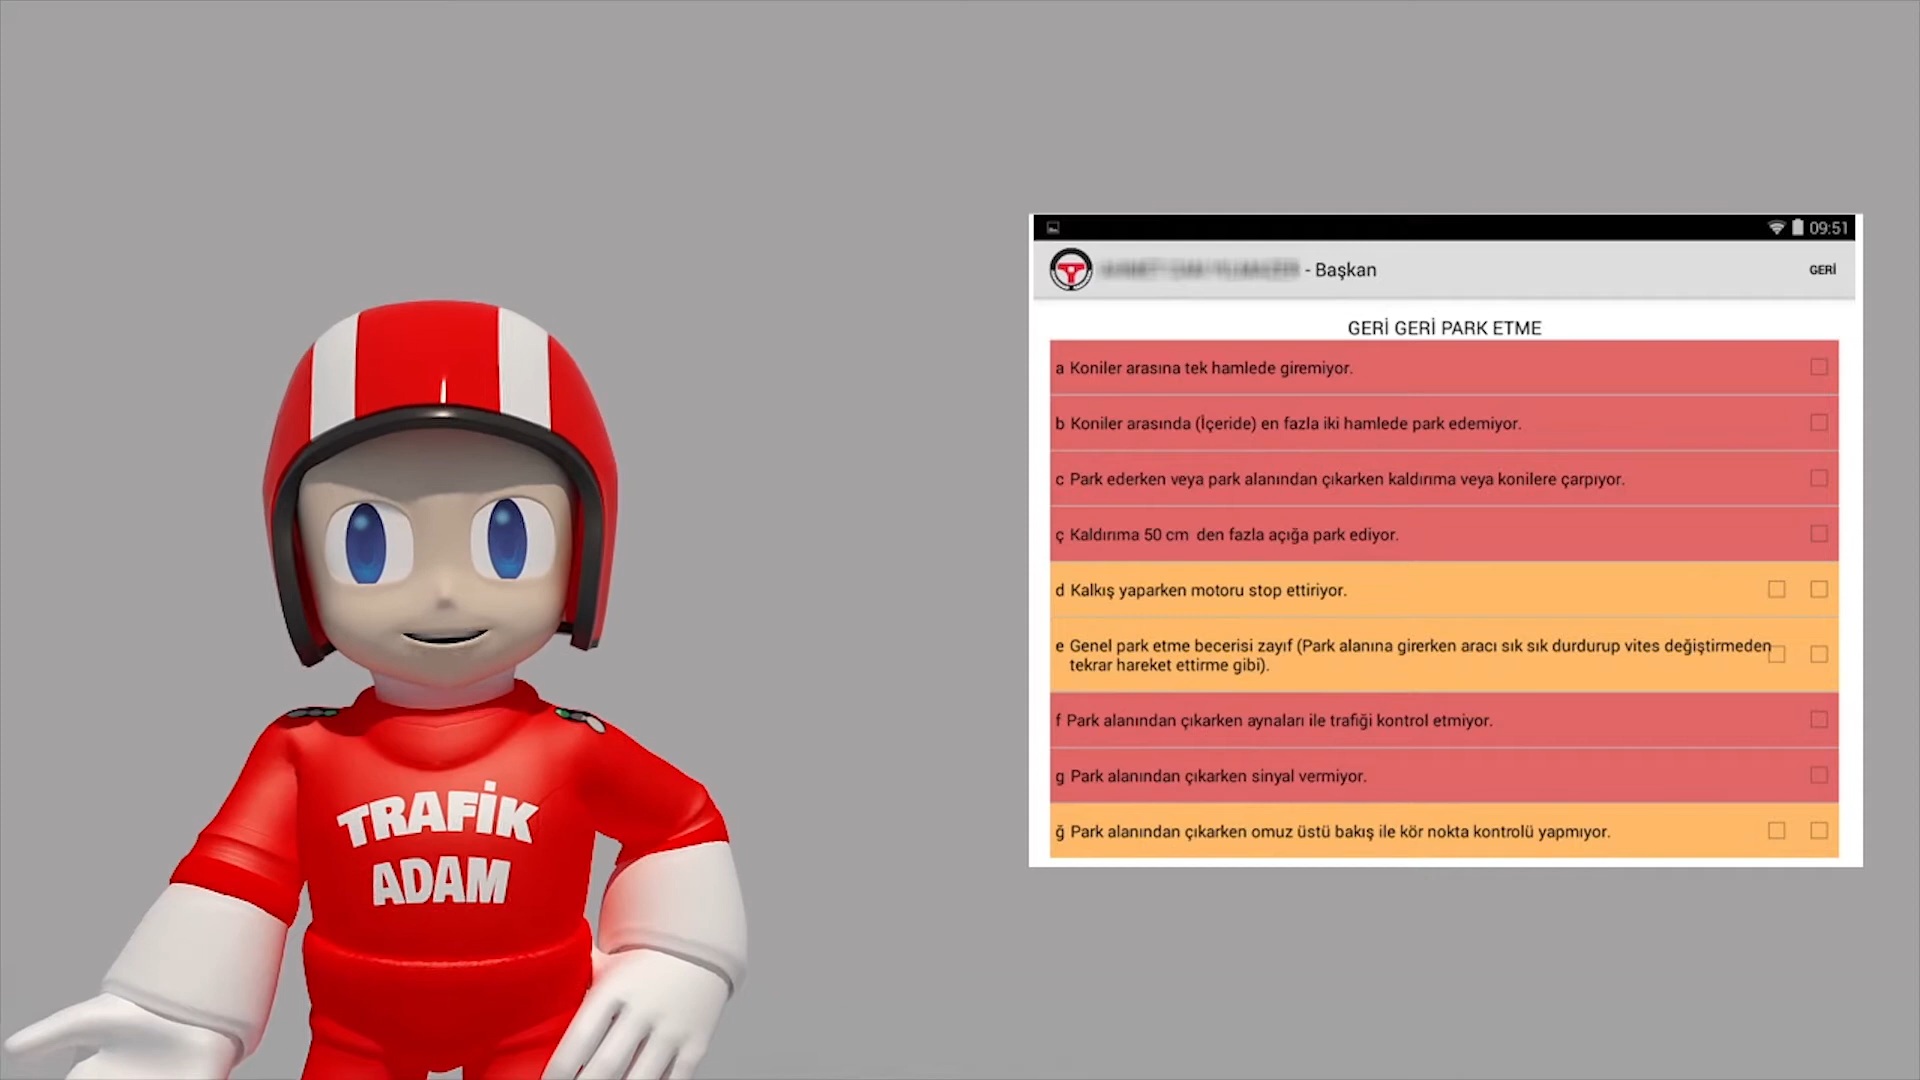 TRAFİK
ADAM
09:51
- Başkan
GERİ
GERİ GERİ PARK ETME
a Koniler arasına tek hamlede giremiyor.
b Koniler arasında (İçeride) en fazla iki hamlede park edemiyor.
c Park ederken veya park alanından çıkarken kaldırıma veya konilere çarpıyor.
ç Kaldırıma 50 cm den fazla açığa park ediyor.
d Kalkış yaparken motoru stop ettiriyor.
e Genel park etme becerisi zayıf (Park alanına girerken aracı sık sık durdurup vites değiştirmeden
tekrar hareket ettirme gibi).
f Park alanından çıkarken aynaları ile trafiği kontrol etmiyor.
g Park alanından çıkarken sinyal vermiyor.
ğ Park alanından çıkarken omuz üstü bakış ile kör nokta kontrolü yapmıyor.